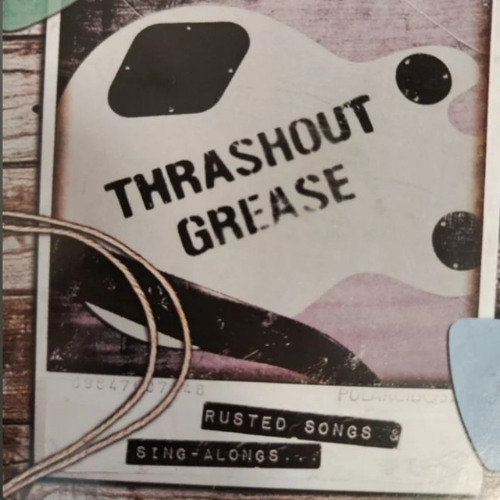 THRASHOUT
GREASE
RUSTED SONGS &
SING-ALONGS...